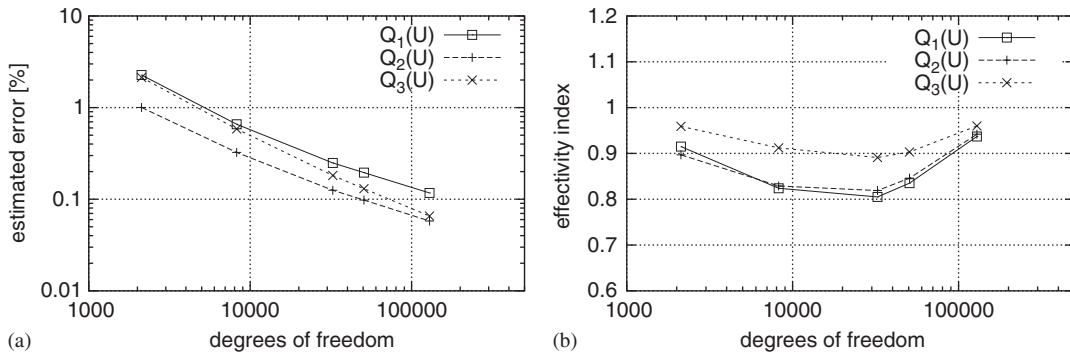 10
1
0.1
0.01
estimated error [%]
Q1(U)
Q2(U)
Q3(U)
1000
10000
100000
degrees of freedom
(a)
1.2
1.1
1
0.9
0.8
0.7
0.6
effectivity index
Q1(U)
Q2(U)
Q3(U)
1000
10000
100000
degrees of freedom
(b)